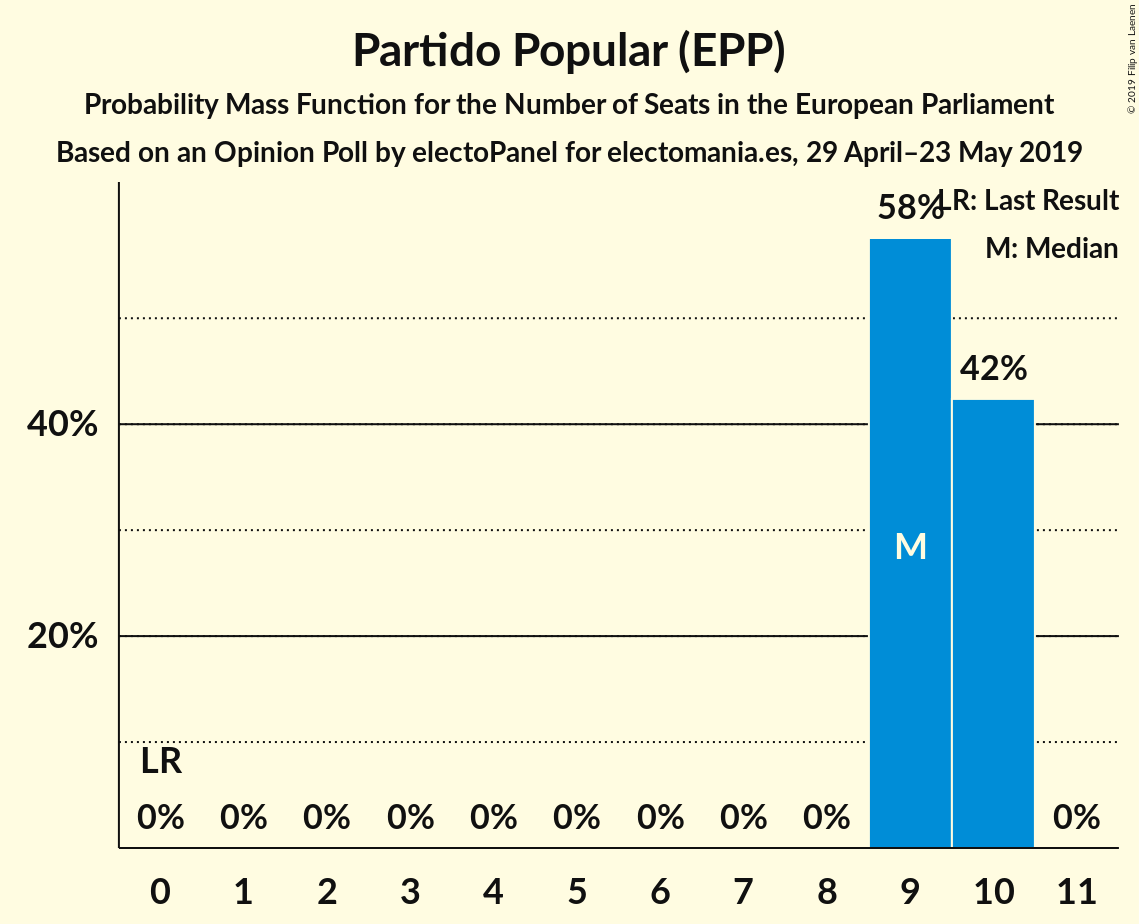 Partido Popular (EPP)
Probability Mass Function for the Number of Seats in the European Parliament
Based on an Opinion Poll by electoPanel for electomania.es, 29 April–23 May 2019
© 2019 Filip van Laenen
LR: Last Result
M: Median
58%
42%
40%
20%
M
LR
0% 0% 0% 0% 0% 0% 0% 0% 0% 0%
0 1 2 3 4 5 6 7 8 9 10 11